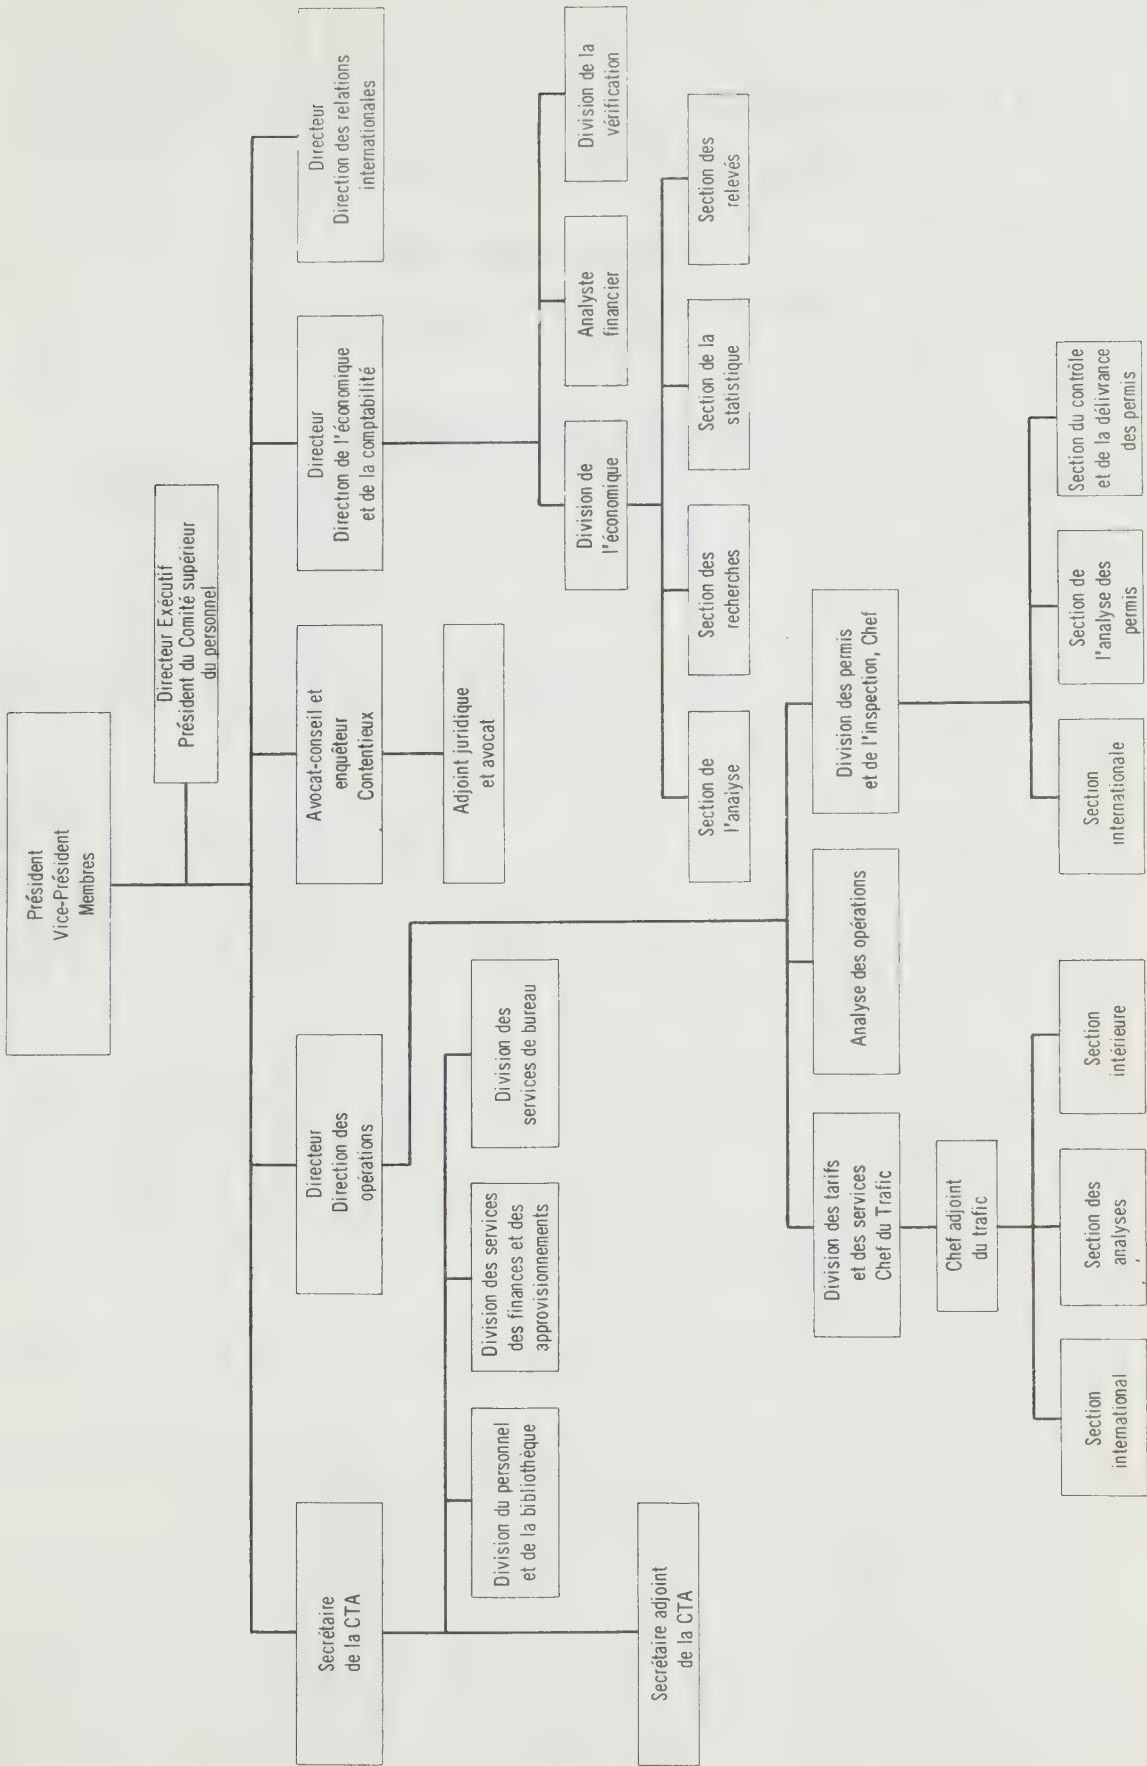 Président
Vice-Président
Membres
Directeur Exécutif
Président du Comité supérieur
du personnel
Secrétaire
de la CTA
Directeur
Direction des
opérations
Avocat-conseil et
enquêteur
Contentieux
Directeur
Direction de l'économique
et de la comptabilité
Directeur
Direction des relations
internationales
Division du personnel
et de la bibliothèque
Division des services
des finances et des
approvisionnements
Division des
services de bureau
Adjoint juridique
et avocat
Division de
l'économique
Analyste
financier
Division de la
vérification
Secrétaire adjoint
de la CTA
Section de
l'analyse
Section des
recherches
Section de la
statistique
Section des
relevés
Division des tarifs
et des services
Chef du Trafic
Analyse des opérations
Division des permis
et de l'inspection, Chef
Chef adjoint
du trafic
Section
international
Section des
analyses
Section
intérieure
Section
internationale
Section de
l'analyse des
permis
Section du contrôle
et de la délivrance
des permis